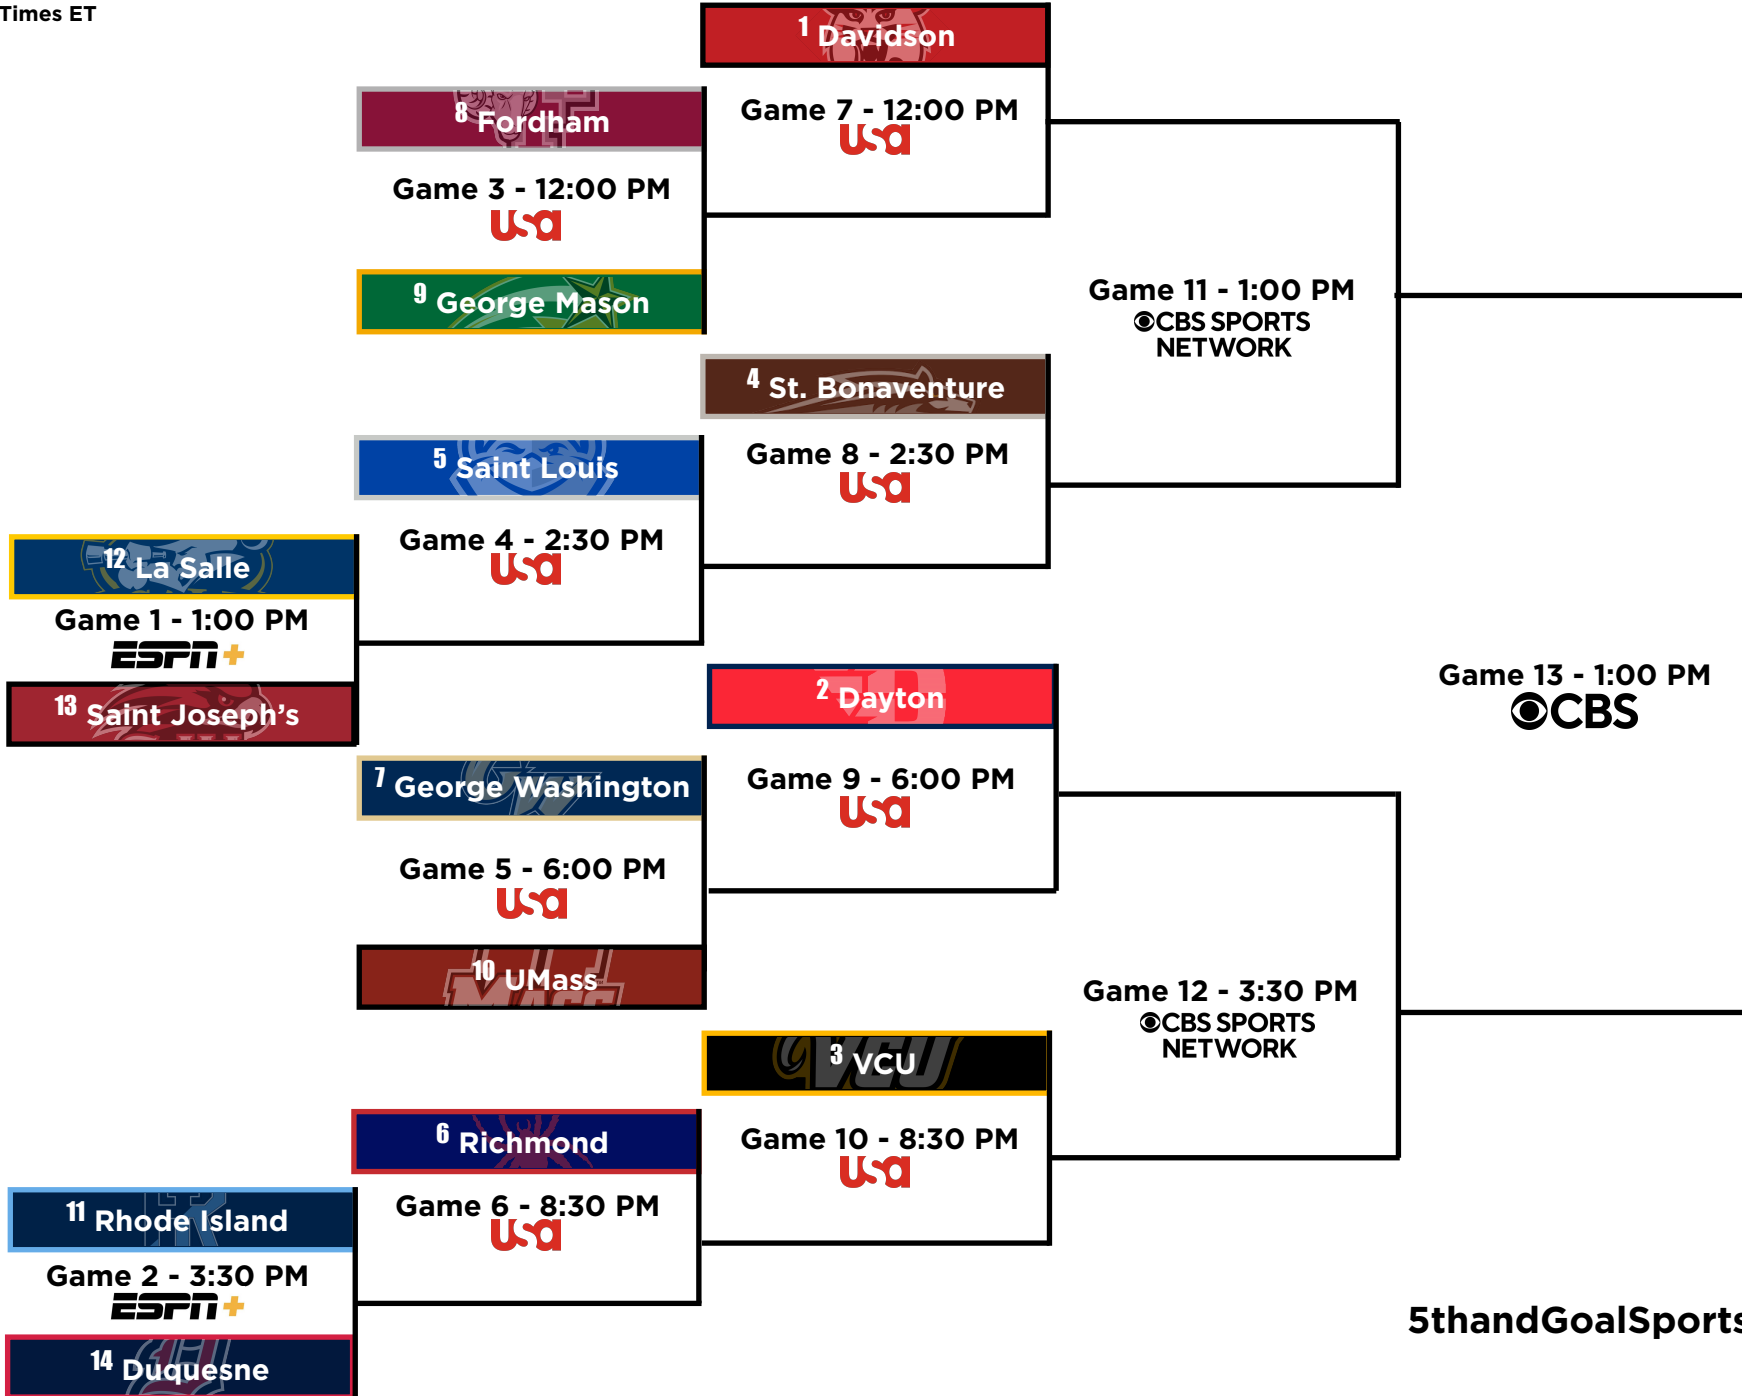 Times ET
1 Davidson
Game 7 - 12:00 PM
usa
8 Fordham
Game 3 - 12:00 PM
usa
9 George Mason
Game 11 - 1:00 PM
CBS SPORTS
NETWORK
4 St. Bonaventure
Game 8 - 2:30 PM
usa
5 Saint Louis
Game 4 - 2:30 PM
usa
12 La Salle
Game 1 - 1:00 PM
ESPN+
13 Saint Joseph's
Game 13 - 1:00 PM
CBS
2 Dayton
Game 9 - 6:00 PM
usa
7 George Washington
Game 5 - 6:00 PM
usa
10 UMass
MASS
Game 12 - 3:30 PM
CBS SPORTS
NETWORK
3 VCU
VCU
Game 10 - 8:30 PM
usa
6 Richmond
Game 6 - 8:30 PM
usa
11 Rhode Island
Game 2 - 3:30 PM
ESPN+
14 Duquesne
5thandGoalSports